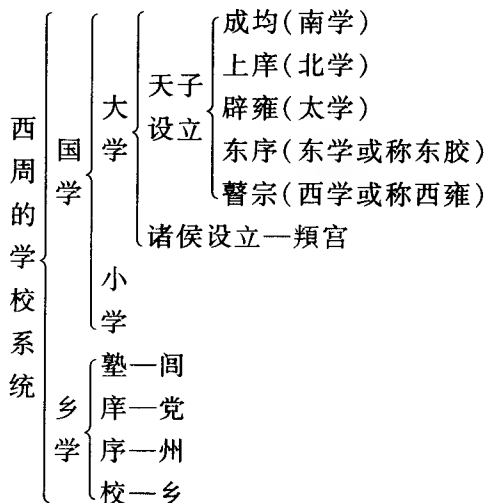 西周的学校系统
国学
大学
天子设立
成均(南学)
上庠(北学)
辟雍(太学)
东序(东学或称东胶)
瞽宗(西学或称西雍)
诸侯设立—頖宫
小学
乡学
塾—闾
庠—党
序—州
校—乡